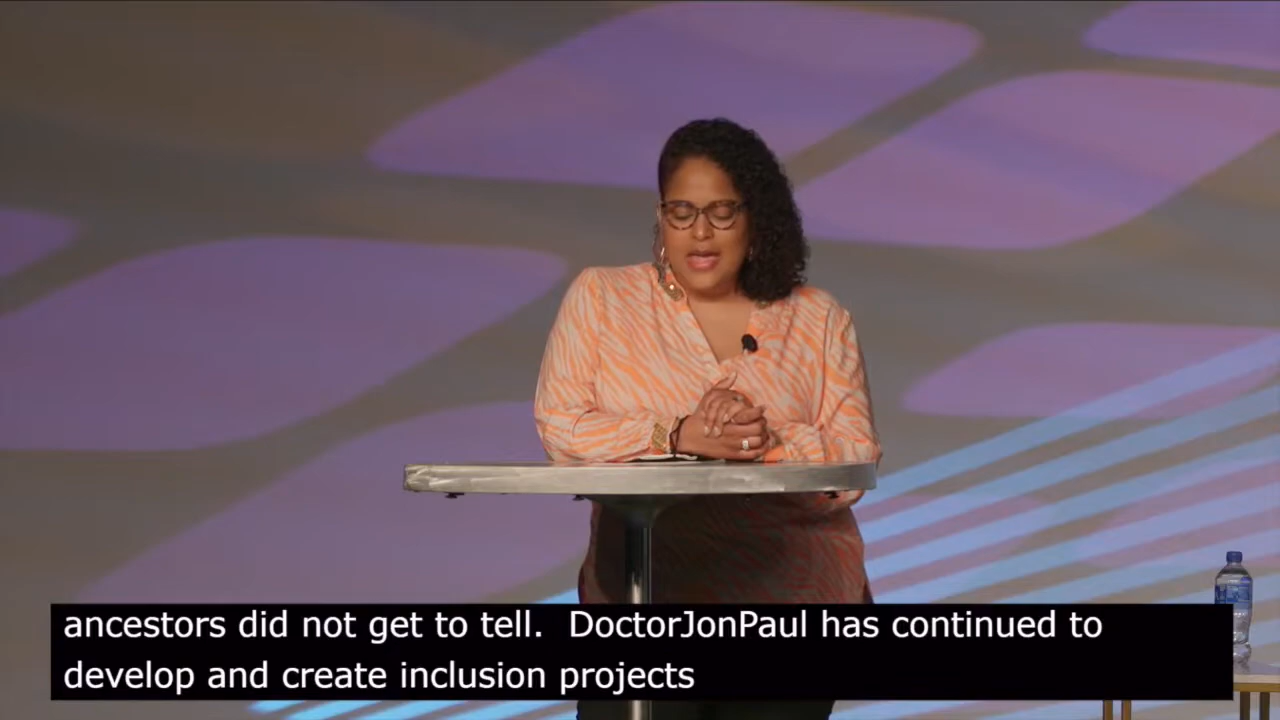 ancestors did not get to tell.  DoctorJonPaul has continued to
develop and create inclusion projects